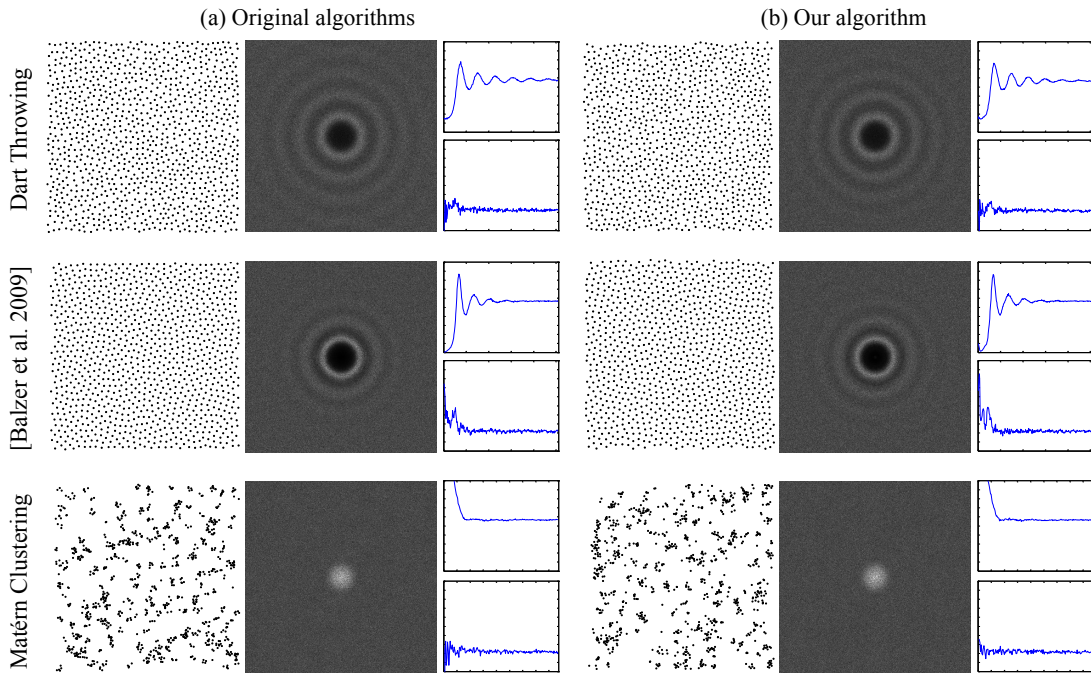 (a) Original algorithms
(b) Our algorithm
Dart Throwing
[Balzer et al. 2009]
Matérn Clustering